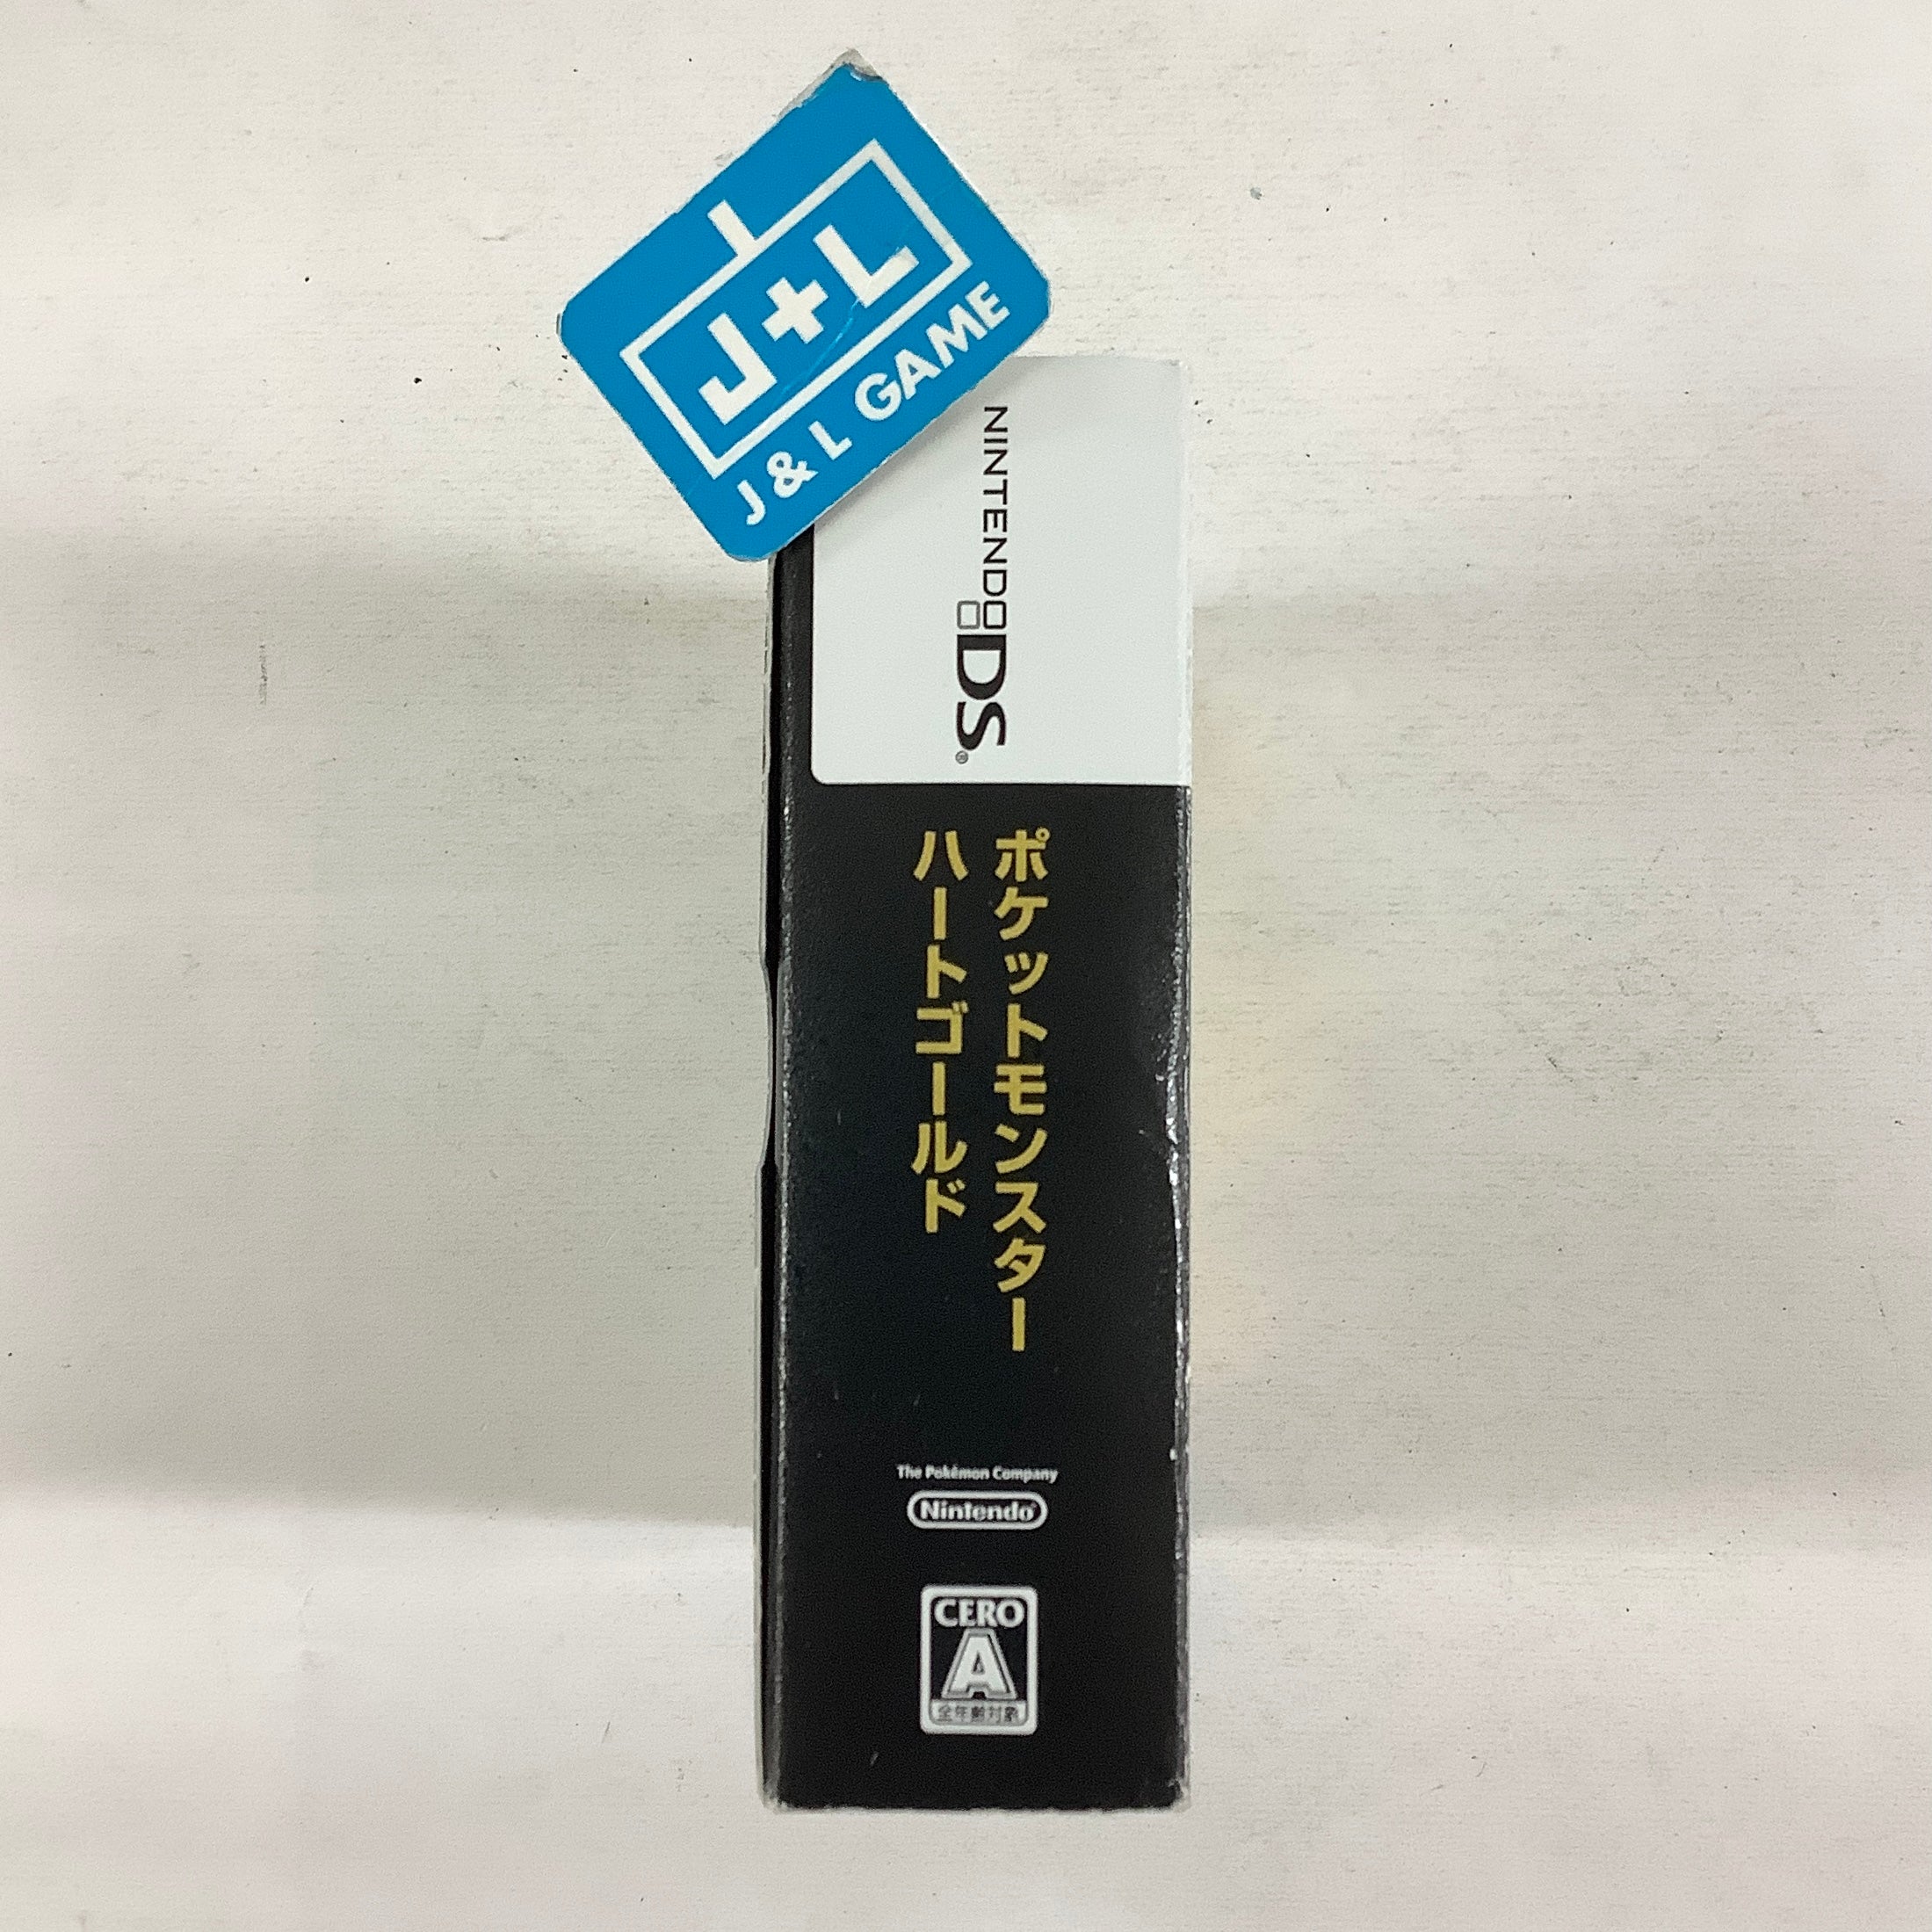 J+L
J & L GAME
NINTENDO DS®
ポケットモンスター
ハートゴールド
The Pokémon Company
Nintendo®
CERO
A
全年齢対象